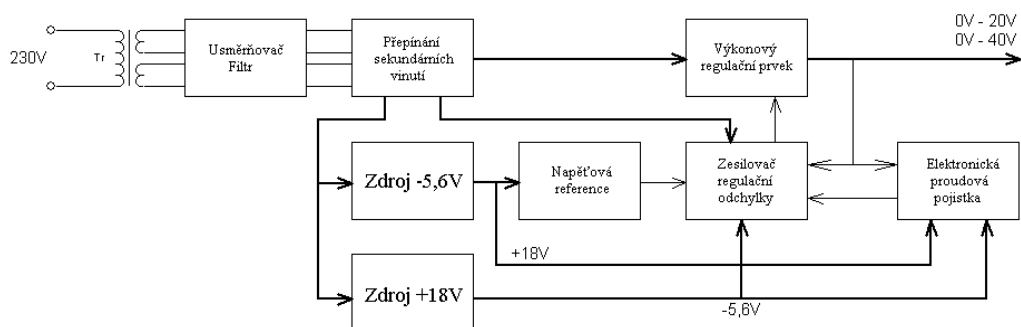 230V
Tr
Usměrňovač
Filtr
Přepínání
sekundárních
vinutí
Výkonový
regulační prvek
0V - 20V
0V - 40V
Zdroj -5,6V
Napěťová
reference
Zesilovač
regulační
odchylky
Elektronická
proudová
pojistka
+18V
Zdroj +18V
-5,6V